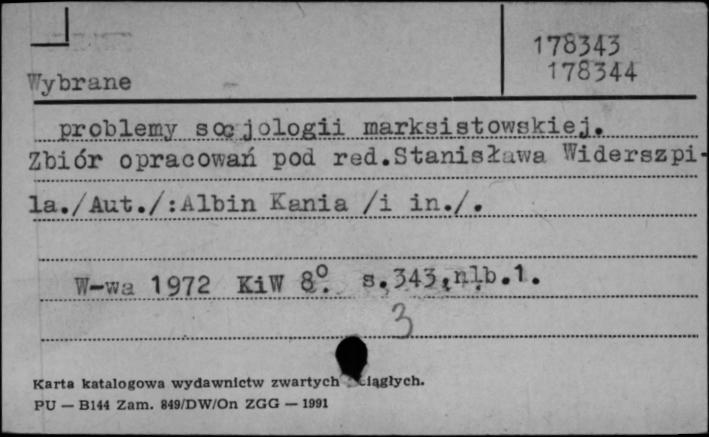 178343
178344
Wybrane
problemy socjologii marksistowskiej.
Zbiór opracowań pod red.Stanisława Widerszpi-
la./Aut./:Albin Kania /i in./.
W-wa 1972 KiW 8°. s.343,nlb.1.
3
Karta katalogowa wydawnictw zwartych ciągłych.
PU — B144 Zam. 849/DW/On ZGG — 1991